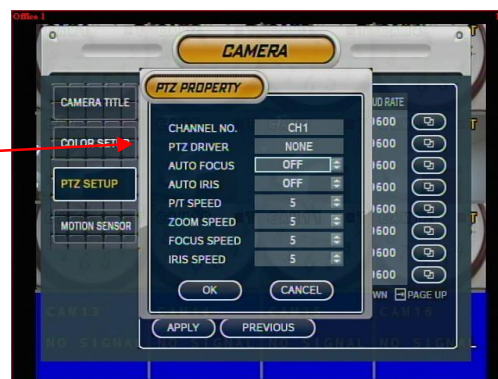 Office 1
CAMERA
CAMERA TITLE
COLOR SETUP
PTZ SETUP
MOTION SENSOR
PTZ PROPERTY
CHANNEL NO. CH1
PTZ DRIVER NONE
AUTO FOCUS OFF
AUTO IRIS OFF
P/T SPEED 5
ZOOM SPEED 5
FOCUS SPEED 5
IRIS SPEED 5
OK CANCEL
UD RATE
9600
9600
9600
9600
9600
9600
9600
9600
WN PAGE UP
APPLY PREVIOUS
CAM13 CAM16
NO SIGNAL NO SIGNAL